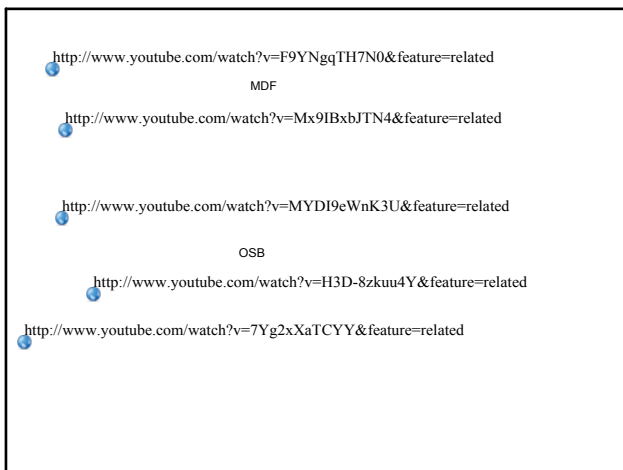 http://www.youtube.com/watch?v=F9YNgqTH7N0&feature=related
MDF
http://www.youtube.com/watch?v=Mx9IBxbJTN4&feature=related
http://www.youtube.com/watch?v=MYDI9eWnK3U&feature=related
OSB
http://www.youtube.com/watch?v=H3D-8zkuu4Y&feature=related
http://www.youtube.com/watch?v=7Yg2xXaTCYY&feature=related